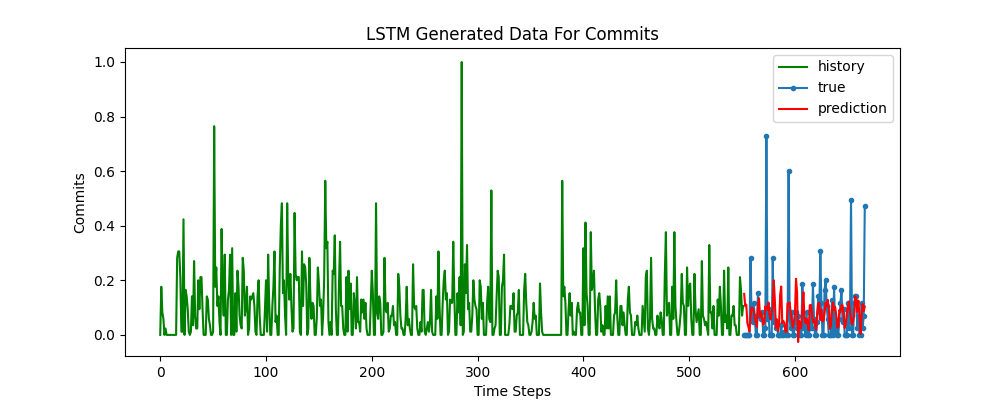 LSTM Generated Data For Commits
history
true
prediction
1.0
0.8
0.6
0.4
0.2
0.0
Commits
0
100
200
300
400
500
600
Time Steps